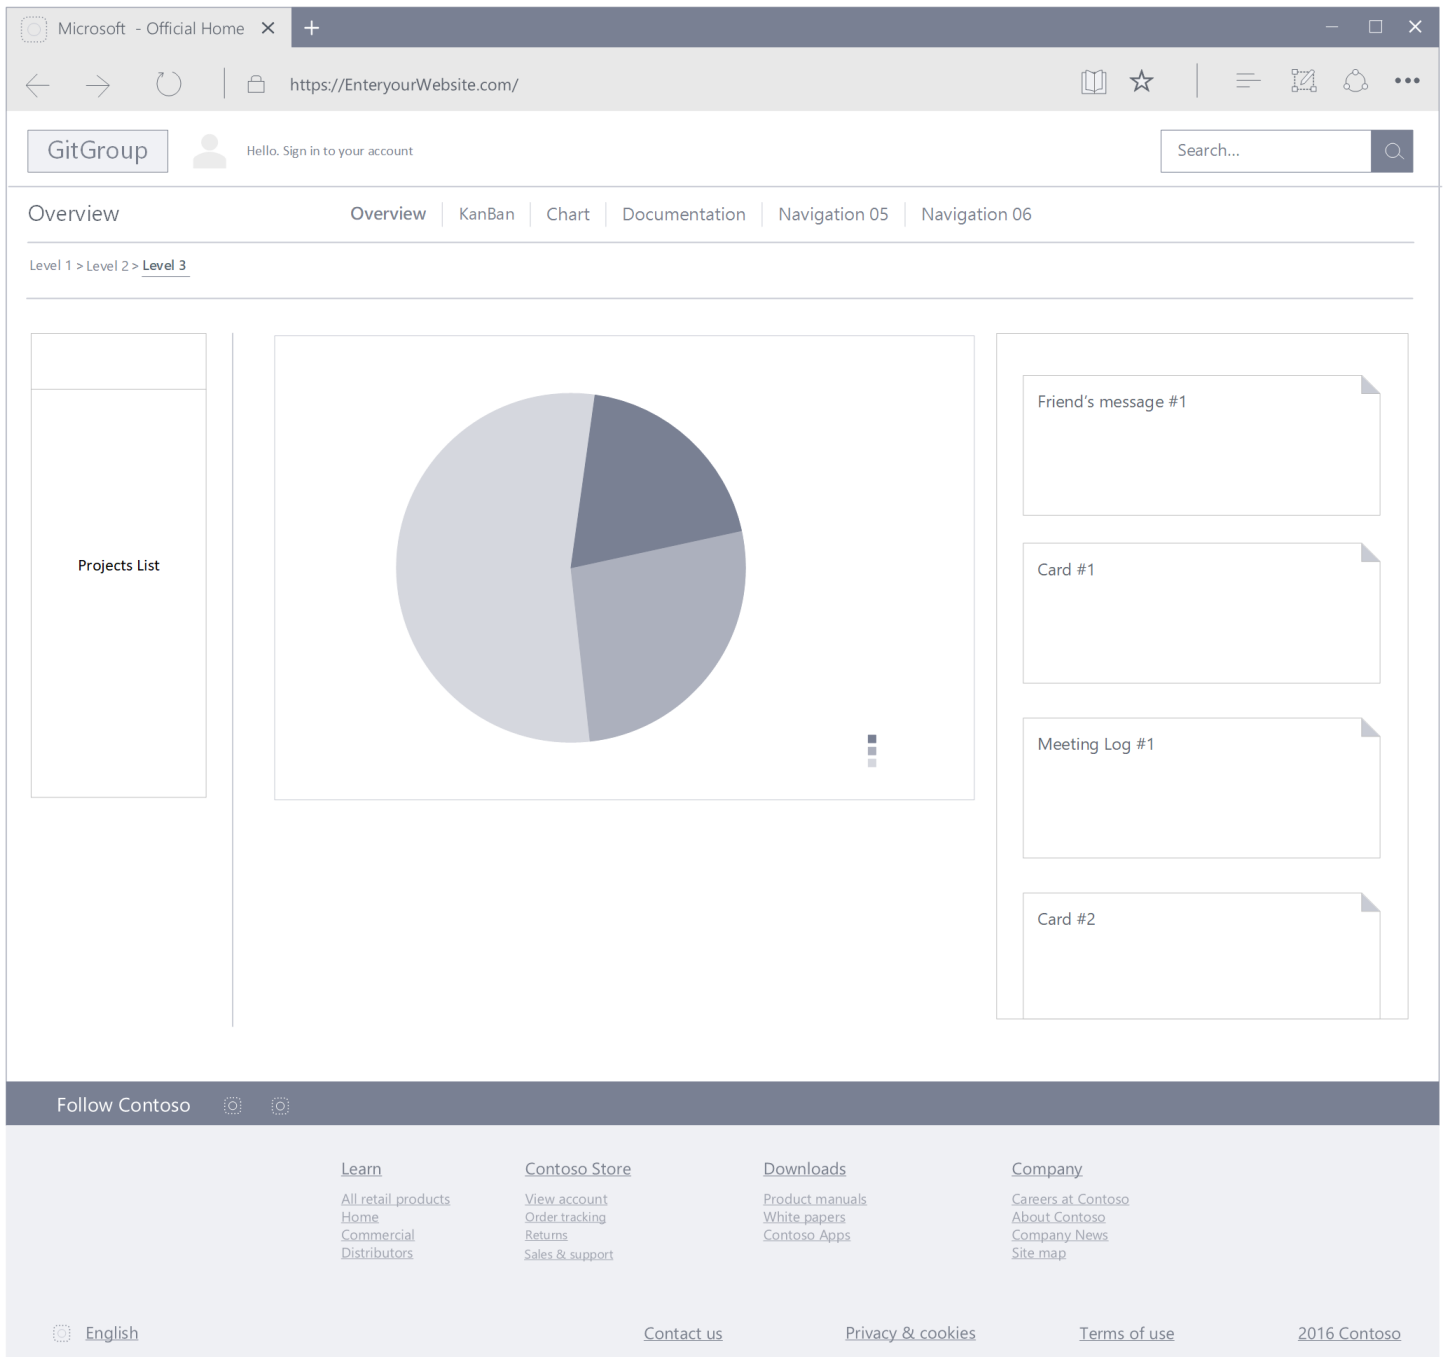 Microsoft - Official Home
https://EnteryourWebsite.com/
GitGroup
Hello. Sign in to your account
Search...
Overview
Overview KanBan Chart Documentation Navigation 05 Navigation 06
Level 1 > Level 2 > Level 3
Projects List
Friend's message #1
Card #1
Meeting Log #1
Card #2
Follow Contoso
Learn
All retail products
Home
Commercial
Distributors
Contoso Store
View account
Order tracking
Returns
Sales & support
Downloads
Product manuals
White papers
Contoso Apps
Company
Careers at Contoso
About Contoso
Company News
Site map
English Contact us Privacy & cookies Terms of use 2016 Contoso